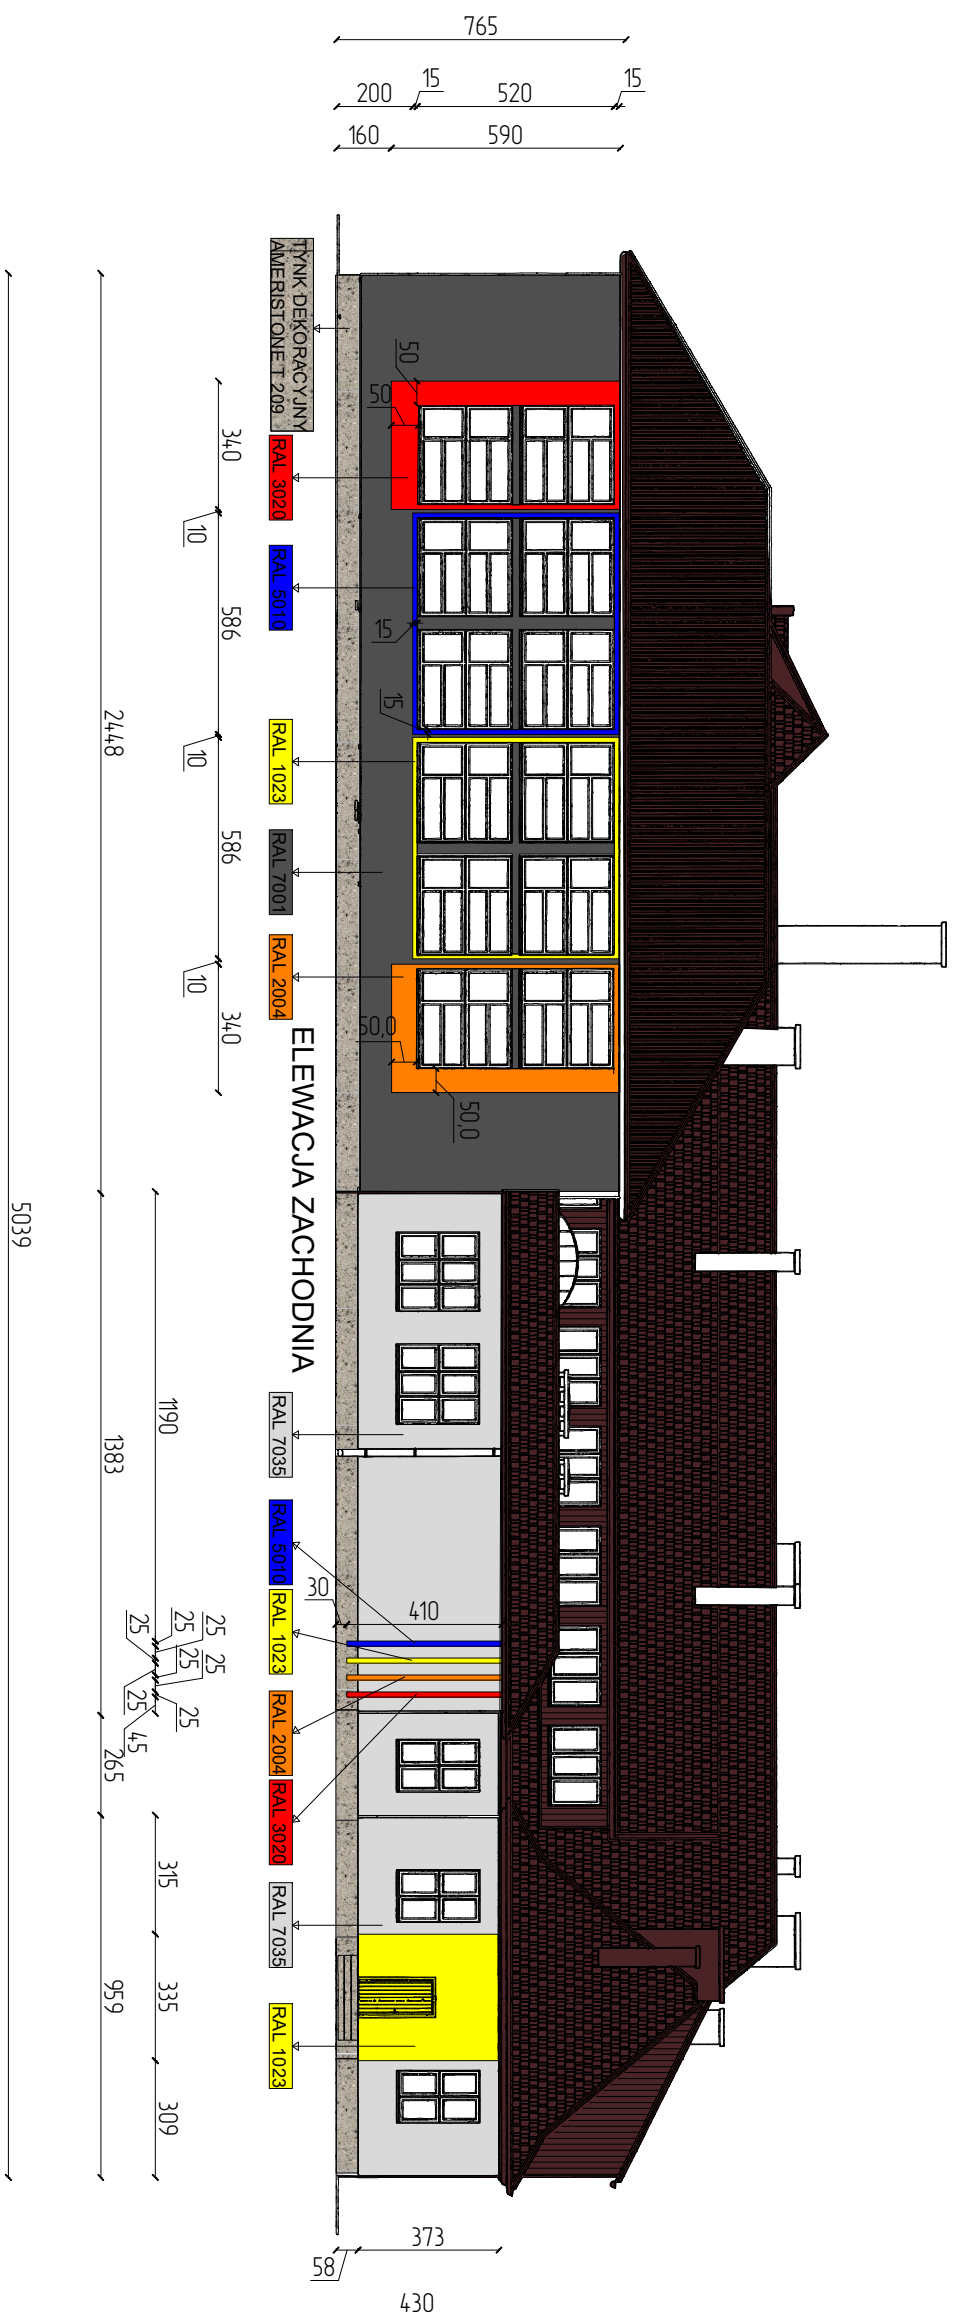 765
15
520
15
200
590
160
TYNK DEKORACYJNY
AMERISTONE T 209
RAL 3020
RAL 5010
RAL 1023
RAL 7001
RAL 2004
50
50
15
15
50,0
50,0
340
10
586
10
586
10
340
2448
5039
ELEWACJA ZACHODNIA
RAL 7035
RAL 5010
RAL 1023
RAL 2004
RAL 3020
RAL 7035
RAL 1023
30
410
1190
25
25
25
25
25
25
25
45
1383
265
315
335
309
959
373
58
430